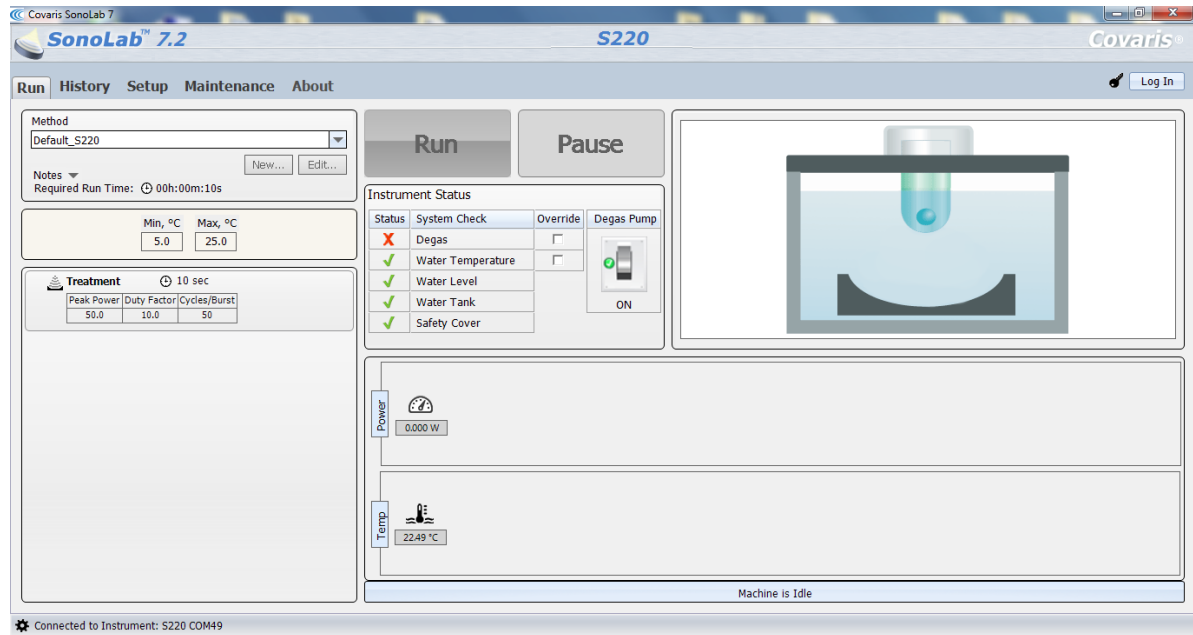 Covaris SonoLab 7
SonoLab™ 7.2
S220
Covaris®
Run History Setup Maintenance About
Log In
Method
Default_S220
New... Edit...
Notes
Required Run Time: 00h:00m:10s
Min, ºC Max, ºC
5.0 25.0
Treatment 10 sec
Peak Power Duty Factor Cycles/Burst
50.0 10.0 50
Run Pause
Instrument Status
Status System Check Override Degas Pump
X Degas
Water Temperature
Water Level
Water Tank ON
Safety Cover
Power
0.000 W
Temp
22.49 °C
Machine is Idle
Connected to Instrument: S220 COM49